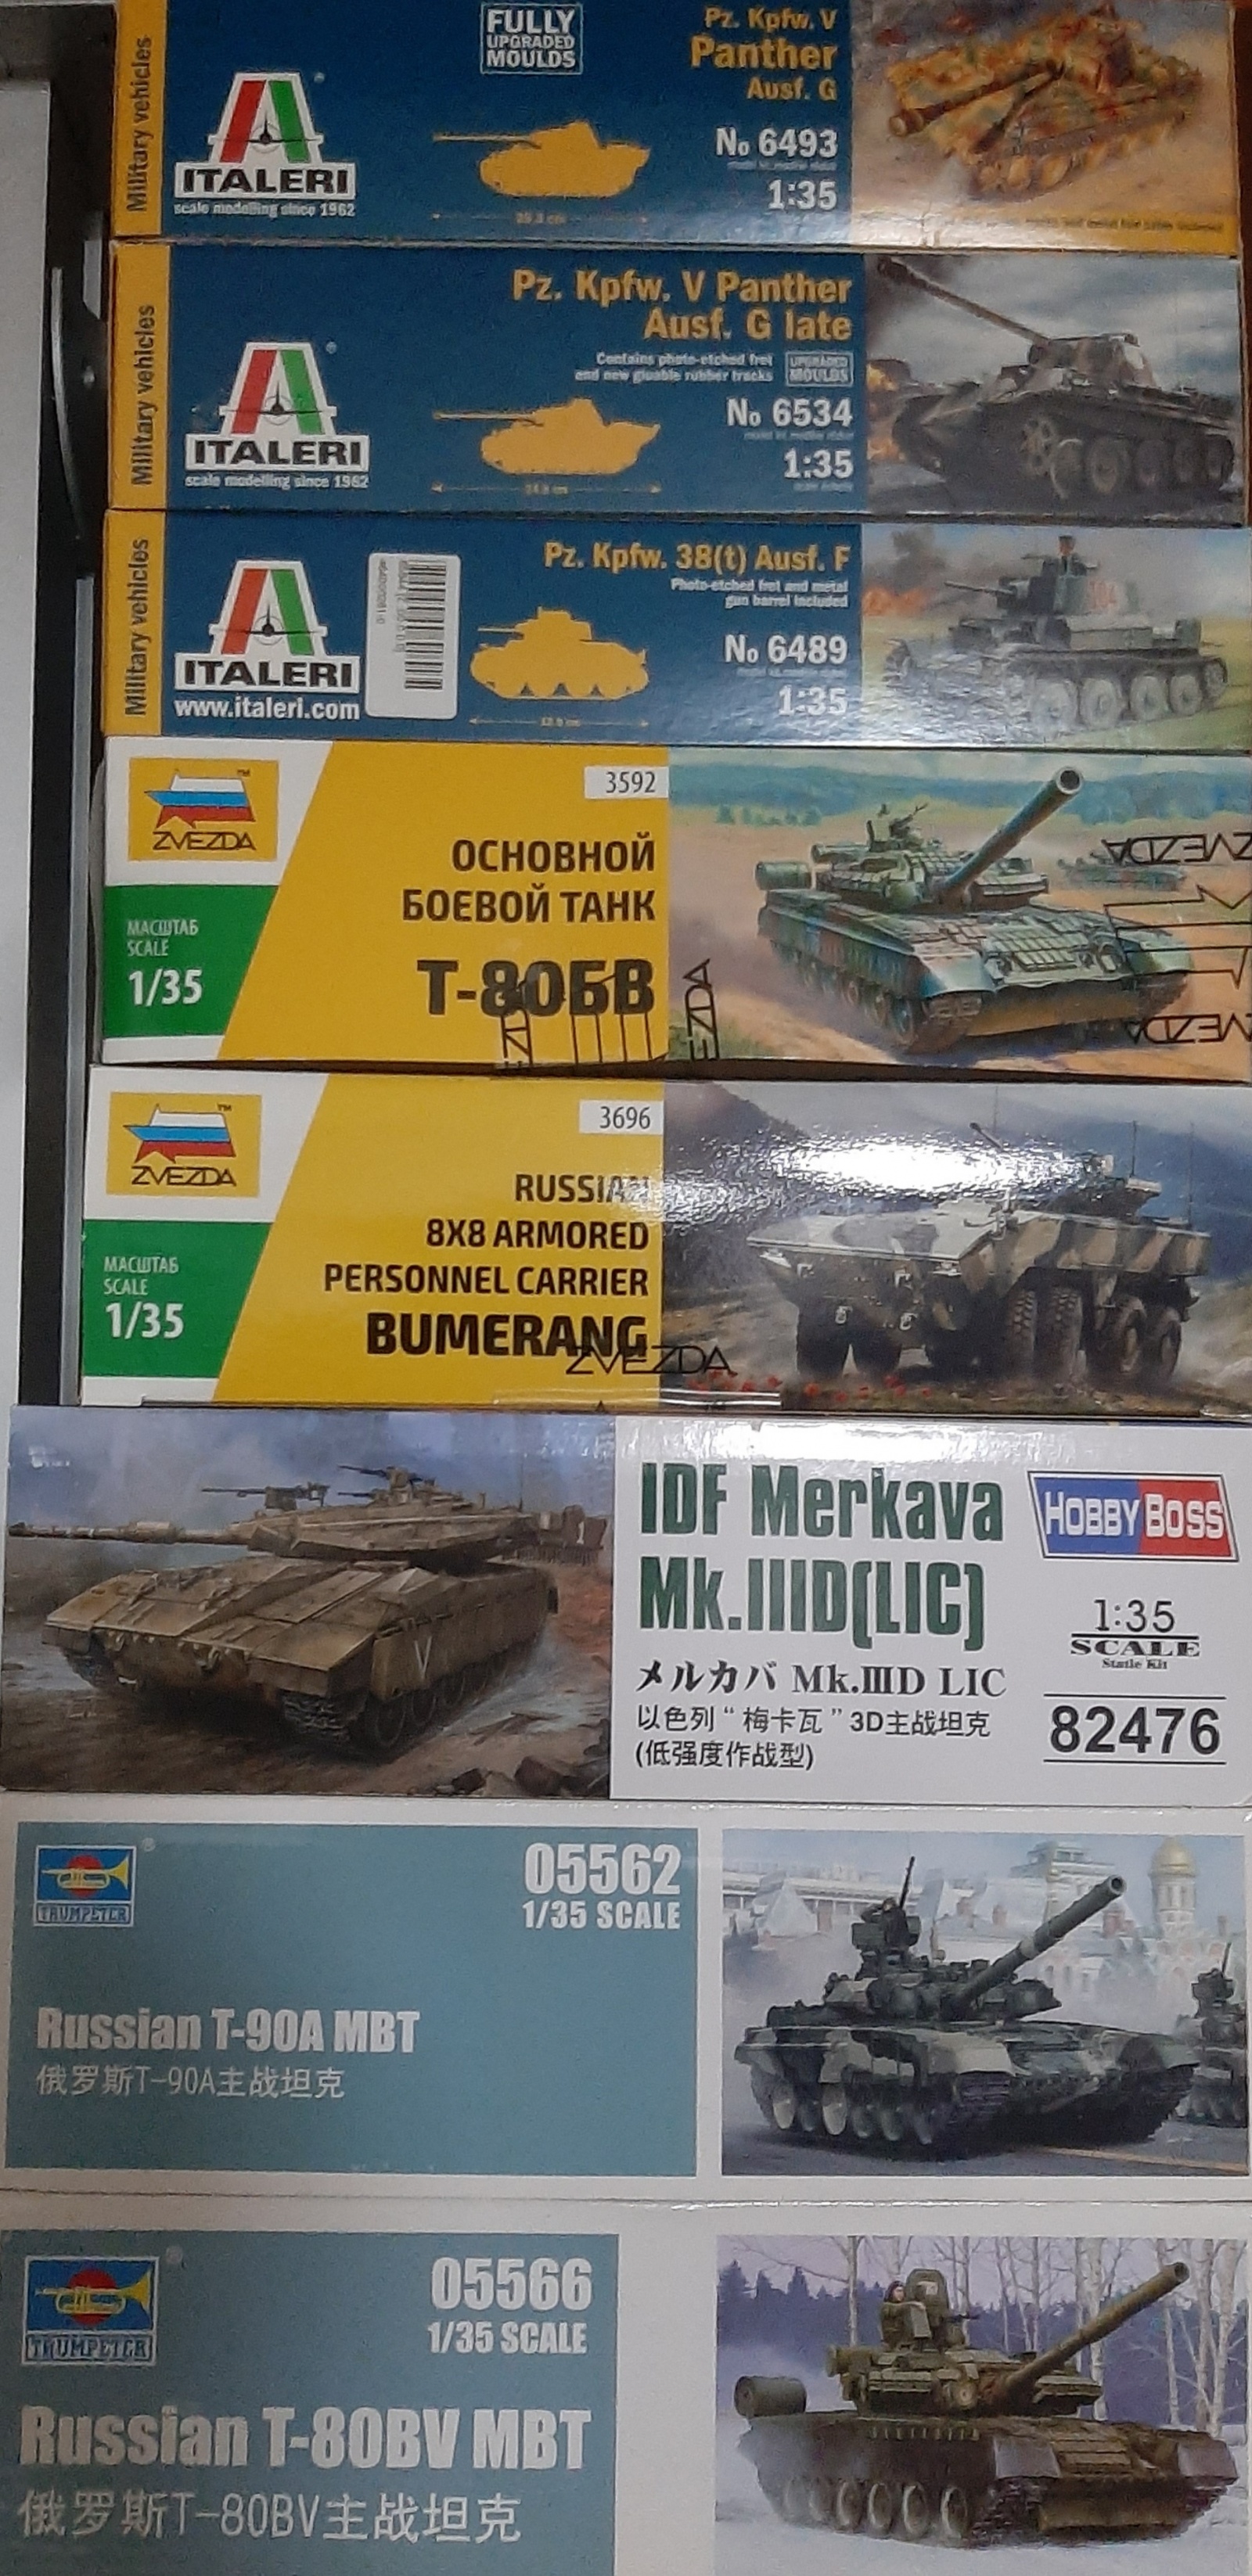 Military vehicles
ITALERI
scale modelling since 1962
FULLY
UPGRADED
MOULDS
Pz. Kpfw. V
Panther
Ausf. G
No 6493
1:35
Military vehicles
ITALERI
scale modelling since 1962
Pz. Kpfw. V Panther
Ausf. G late
Contains photo-etched fret
and new gluable rubber tracks
UPGRADED
MOULDS
No 6534
1:35
Military vehicles
ITALERI
www.italeri.com
Pz. Kpfw. 38(t) Ausf. F
Photo-etched fret and metal
gun barrel included
No 6489
1:35
ZVEZDA
МАСШТАБ
SCALE
1/35
3592
ОСНОВНОЙ
БОЕВОЙ ТАНК
Т-80БВ
ZVEZDA
ZVEZDA
ZVEZDA
МАСШТАБ
SCALE
1/35
3696
RUSSIAN
8X8 ARMORED
PERSONNEL CARRIER
BUMERANG
ZVEZDA
IDF Merkava
Mk.IIID(LIC)
メルカバ Mk.ⅢD LIC
以色列“梅卡瓦”3D主战坦克
(低强度作战型)
HOBBY BOSS
1:35
SCALE
Static Kit
82476
TRUMPETER
05562
1/35 SCALE
Russian T-90A MBT
俄罗斯T-90A主战坦克
TRUMPETER
05566
1/35 SCALE
Russian T-80BV MBT
俄罗斯T-80BV主战坦克